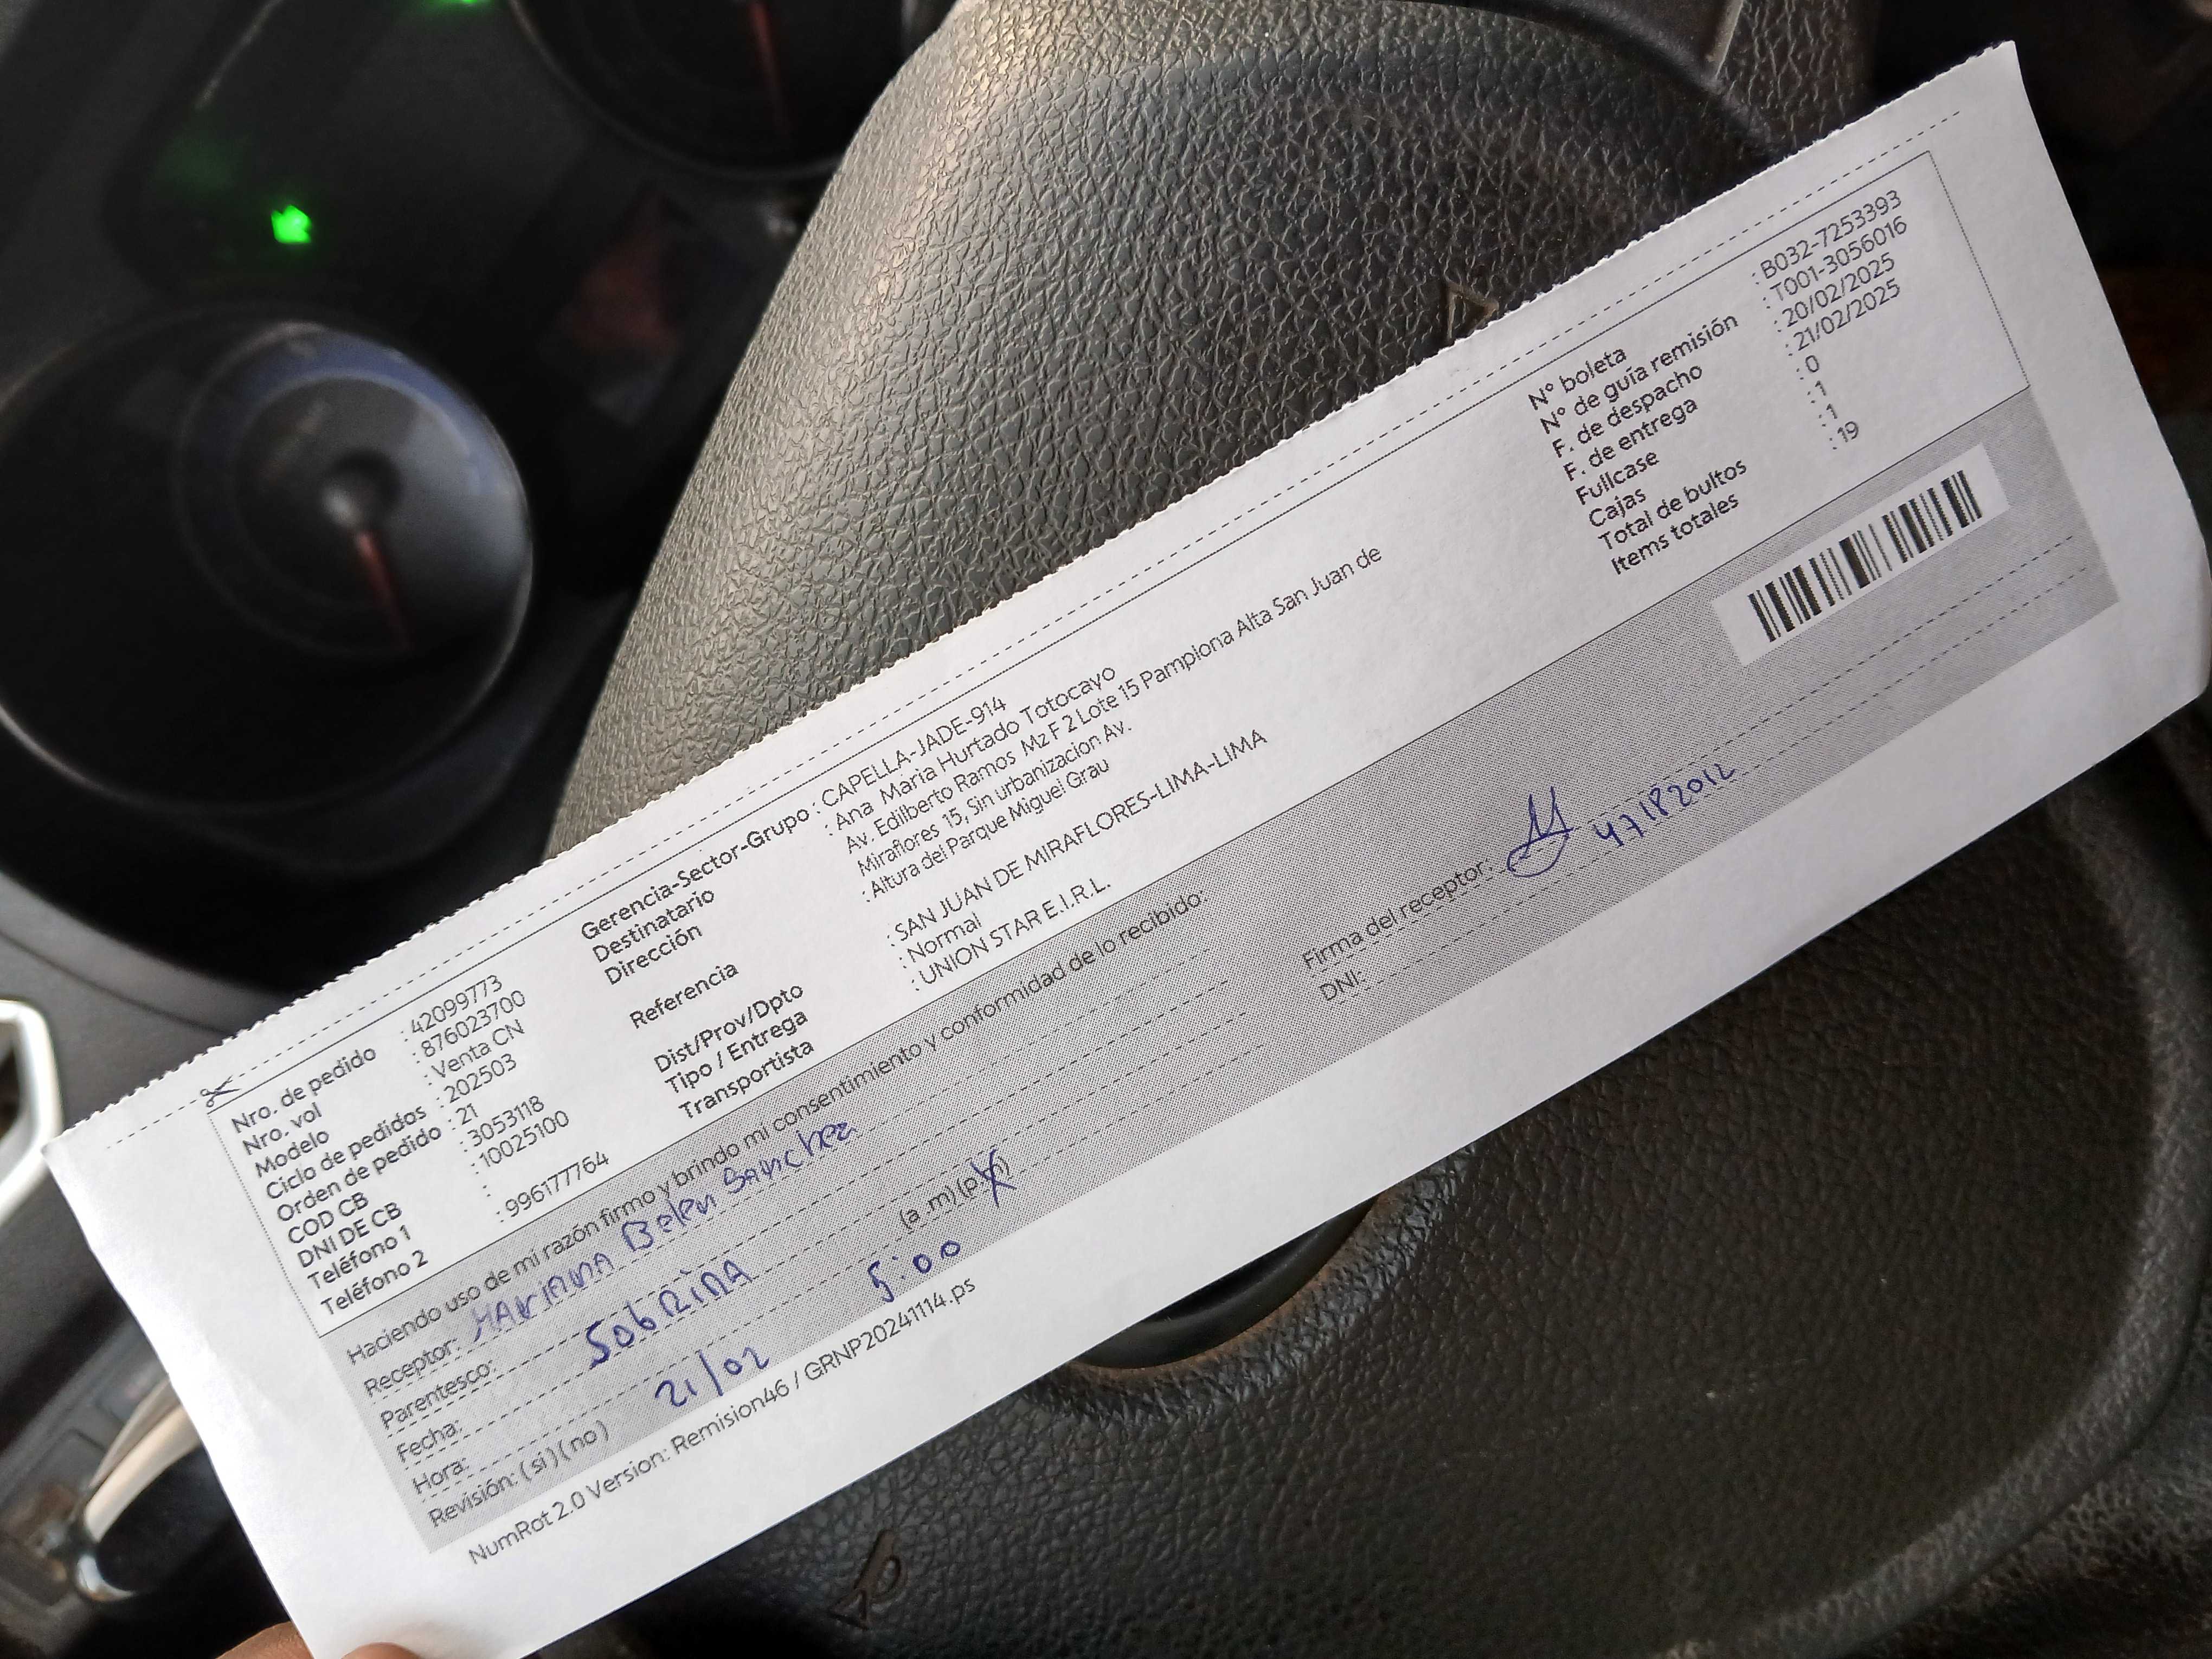 Nro. de pedido : 42099773
Nro. vol : 876023700
Modelo : Venta CN
Ciclo de pedidos : 202503
Orden de pedido : 21
COD CB : 3053118
DNI DE CB : 10025100
Teléfono 1 :
Teléfono 2 : 996177764
Gerencia-Sector-Grupo : CAPELLA-JADE-914
Destinatario : Ana Maria Hurtado Totocayo
Dirección Av. Edilberto Ramos Mz F 2 Lote 15 Pamplona Alta San Juan de
Miraflores 15, Sin urbanizacion Av.
Referencia : Altura del Parque Miguel Grau
Dist/Prov/Dpto : SAN JUAN DE MIRAFLORES-LIMA-LIMA
Tipo / Entrega : Normal
Transportista : UNION STAR E.I.R.L.
N° boleta : B032-7253393
N° de guía remisión : T001-3056016
F. de despacho : 20/02/2025
F. de entrega : 21/02/2025
Fullcase : 0
Cajas : 1
Total de bultos : 1
Items totales : 19
Haciendo uso de mi razón firmo y brindo mi consentimiento y conformidad de lo recibido:
Receptor: MARIANA Belen Sanchez
Parentesco: SobRiNA
Fecha: 21/02
Hora: 5:00 (a .m) (p.m)
Revisión: (si) (no)
Firma del receptor:
DNI: 47182012
NumRot 2.0 Version: Remision46 / GRNP20241114.ps